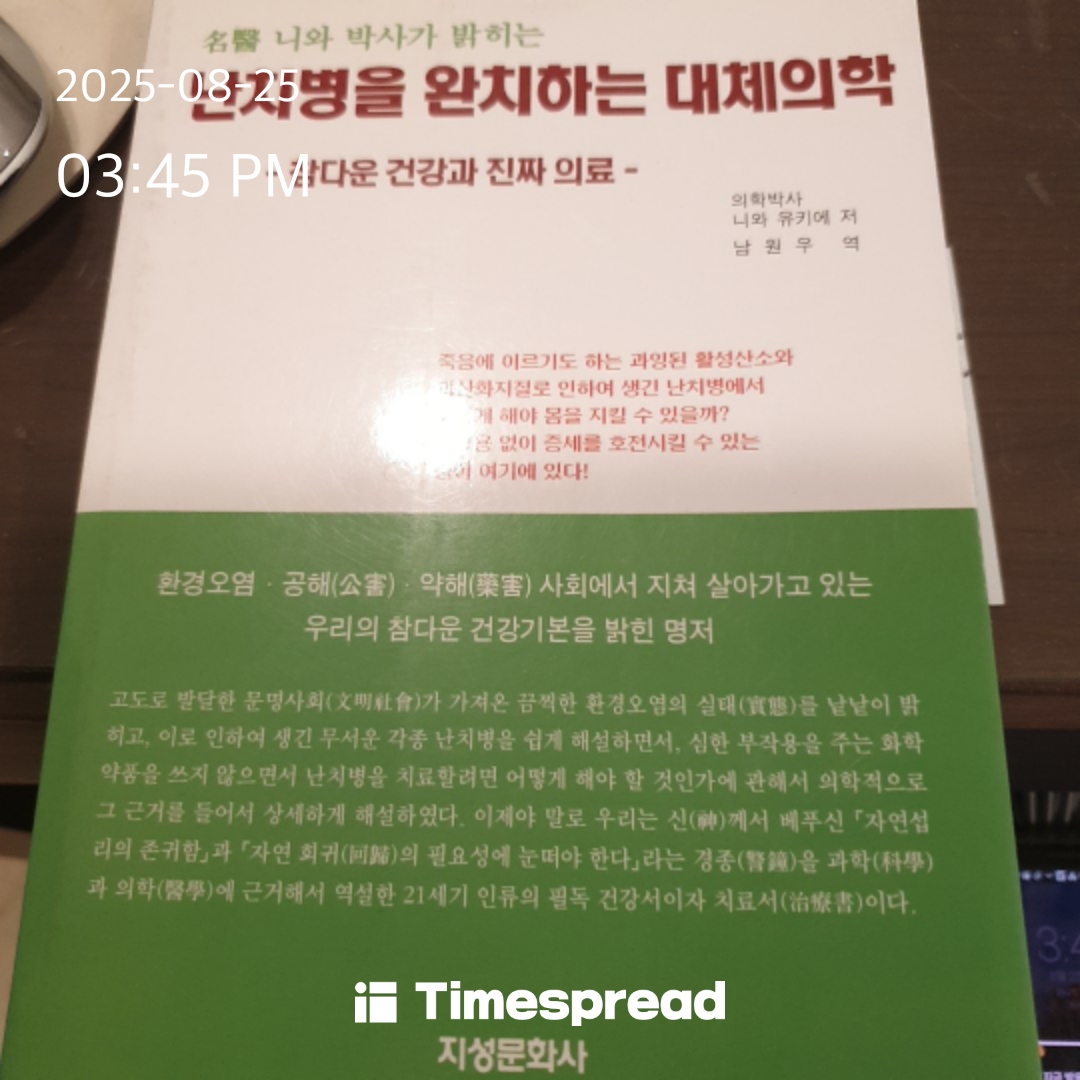 名醫 니와 박사가 밝히는
2025-08-25
난치병을 완치하는 대체의학
03:45 PM
참다운 건강과 진짜 의료 -
의학박사
니와 유키에 저
남 원 우 역
죽음에 이르기도 하는 과잉된 활성산소와
과산화지질로 인하여 생긴 난치병에서
해야 몸을 지킬 수 있을까?
없이 증세를 호전시킬 수 있는
여기에 있다!
환경오염 · 공해(公害) · 약해(藥害) 사회에서 지쳐 살아가고 있는
우리의 참다운 건강기본을 밝힌 명저
고도로 발달한 문명사회(文明社會)가 가져온 끔찍한 환경오염의 실태(實態)를 낱낱이 밝
히고, 이로 인하여 생긴 무서운 각종 난치병을 쉽게 해설하면서, 심한 부작용을 주는 화학
약품을 쓰지 않으면서 난치병을 치료할려면 어떻게 해야 할 것인가에 관해서 의학적으로
그 근거를 들어서 상세하게 해설하였다. 이제야 말로 우리는 신(神)께서 베푸신 「자연섭
리의 존귀함」과 「자연 회귀(回歸)의 필요성에 눈떠야 한다」라는 경종(警鐘)을 과학(科學)
과 의학(醫學)에 근거해서 역설한 21세기 인류의 필독 건강서이자 치료서(治療書)이다.
Timespread
지성문화사